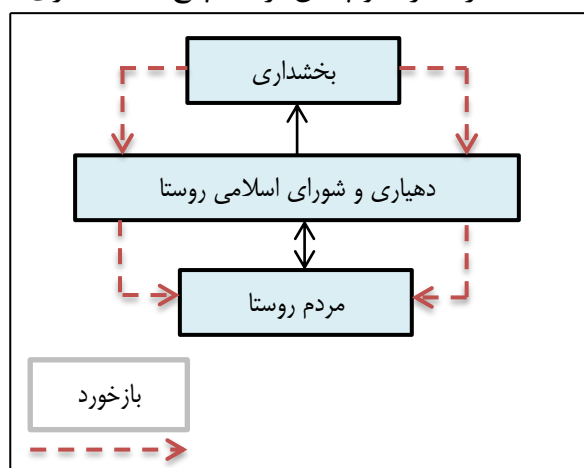 بخشداری
دهیاری و شورای اسلامی روستا
مردم روستا
بازخورد